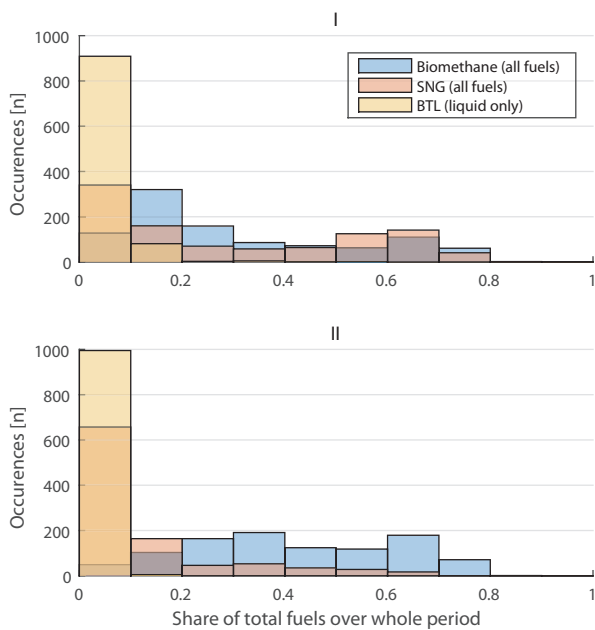 I
1000
800
600
400
200
0
Occurences [n]
Biomethane (all fuels)
SNG (all fuels)
BTL (liquid only)
0 0.2 0.4 0.6 0.8 1
II
1000
800
600
400
200
0
Occurences [n]
0 0.2 0.4 0.6 0.8 1
Share of total fuels over whole period